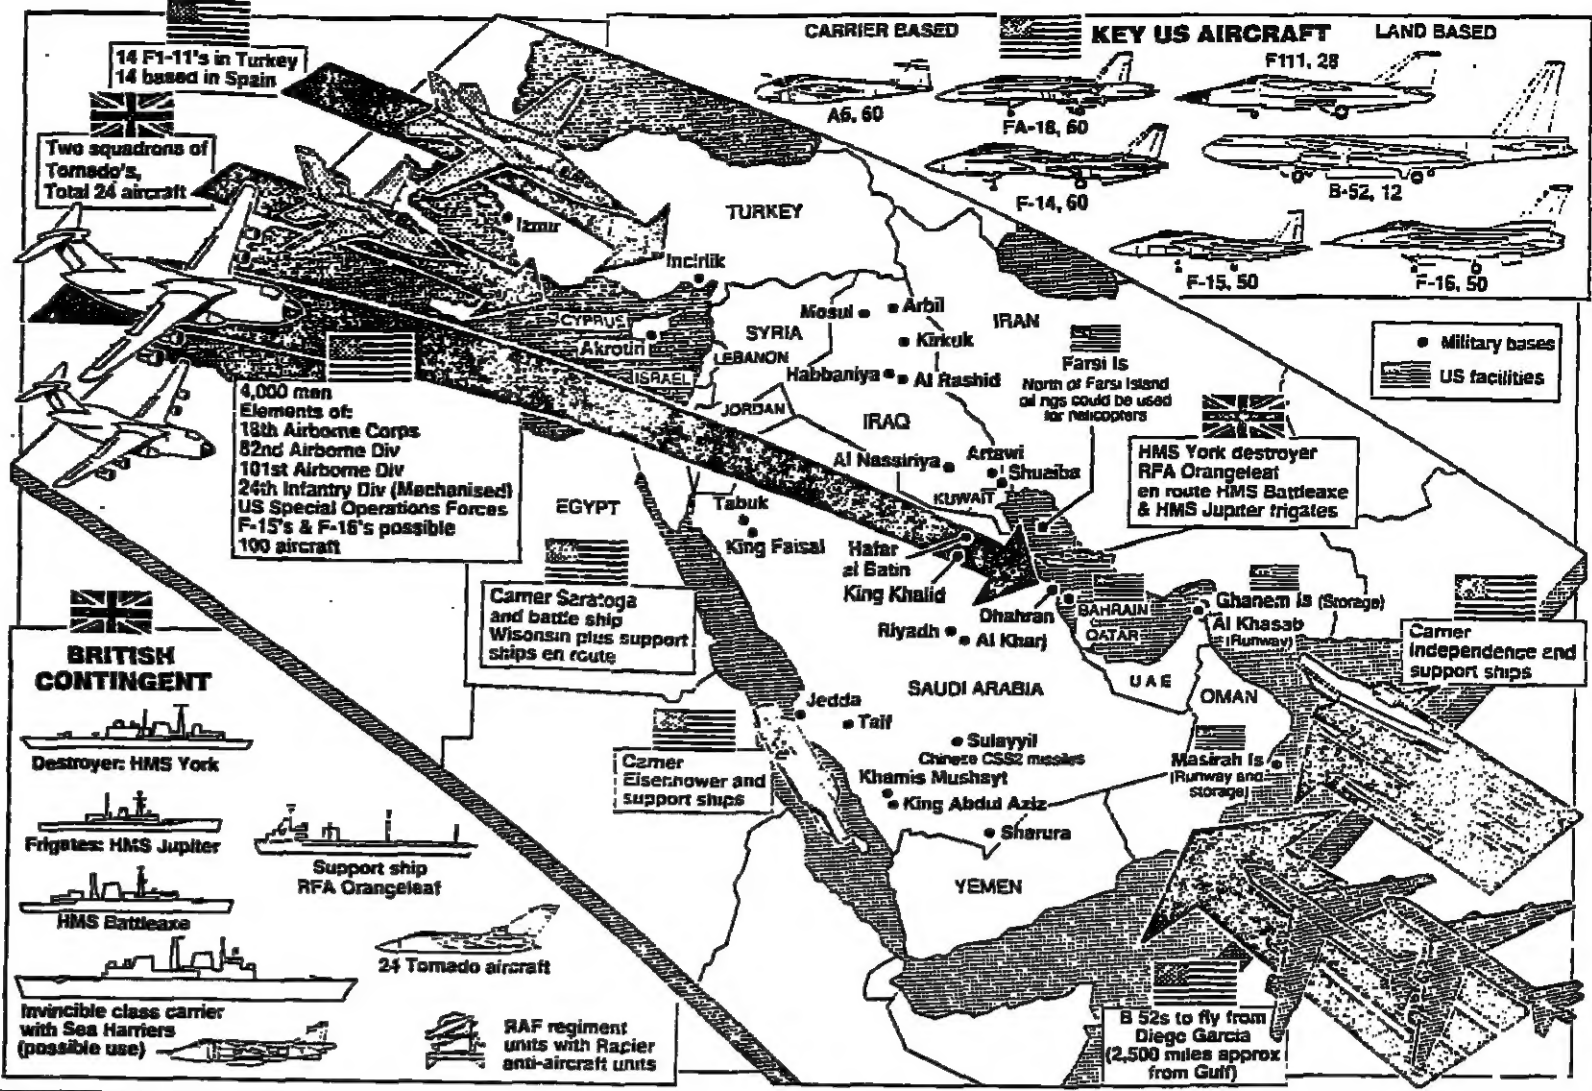 14 F1-11's in Turkey
14 based in Spain
Two squadrons of
Tornado's,
Total 24 aircraft
CARRIER BASED
KEY US AIRCRAFT
LAND BASED
A6, 60
FA-18, 60
F-14, 60
F111, 28
B-52, 12
F-15, 50
F-16, 50
Military bases
US facilities
4,000 men
Elements of:
18th Airborne Corps
82nd Airborne Div
101st Airborne Div
24th Infantry Div (Mechanised)
US Special Operations Forces
F-15's & F-16's possible
100 aircraft
Izmir
TURKEY
Incirlik
CYPRUS
Akrotiri
SYRIA
LEBANON
ISRAEL
JORDAN
Mosul
Arbil
Kirkuk
Habbaniya
Al Rashid
IRAN
IRAQ
Farsi Is
North of Farsi Island
oil rigs could be used
for helicopters
HMS York destroyer
RFA Orangeleaf
en route HMS Battleaxe
& HMS Jupiter frigates
Al Nassiriya
Artawi
Shuaiba
KUWAIT
EGYPT
Tabuk
King Faisal
Hafar
al Batin
King Khalid
Dhahran
BAHRAIN
QATAR
Riyadh
Al Kharj
Ghanem Is (Storage)
Al Khasab
(Runway)
UAE
OMAN
SAUDI ARABIA
Carrier Saratoga
and battle ship
Wisonsin plus support
ships en route
Carrier
Independence and
support ships
Jedda
Taif
Sulayyil
Chinese CSS2 missiles
Khamis Mushayt
King Abdul Aziz
Sharura
YEMEN
Masirah Is
(Runway and
storage)
Carrier
Eisennower and
support ships
B 52s to fly from
Diego Garcia
(2,500 miles approx
from Gulf)
BRITISH
CONTINGENT
Destroyer: HMS York
Frigates: HMS Jupiter
Support ship
RFA Orangeleaf
HMS Battleaxe
24 Tornado aircraft
Invincible class carrier
with Sea Harriers
(possible use)
RAF regiment
units with Rapier
anti-aircraft units